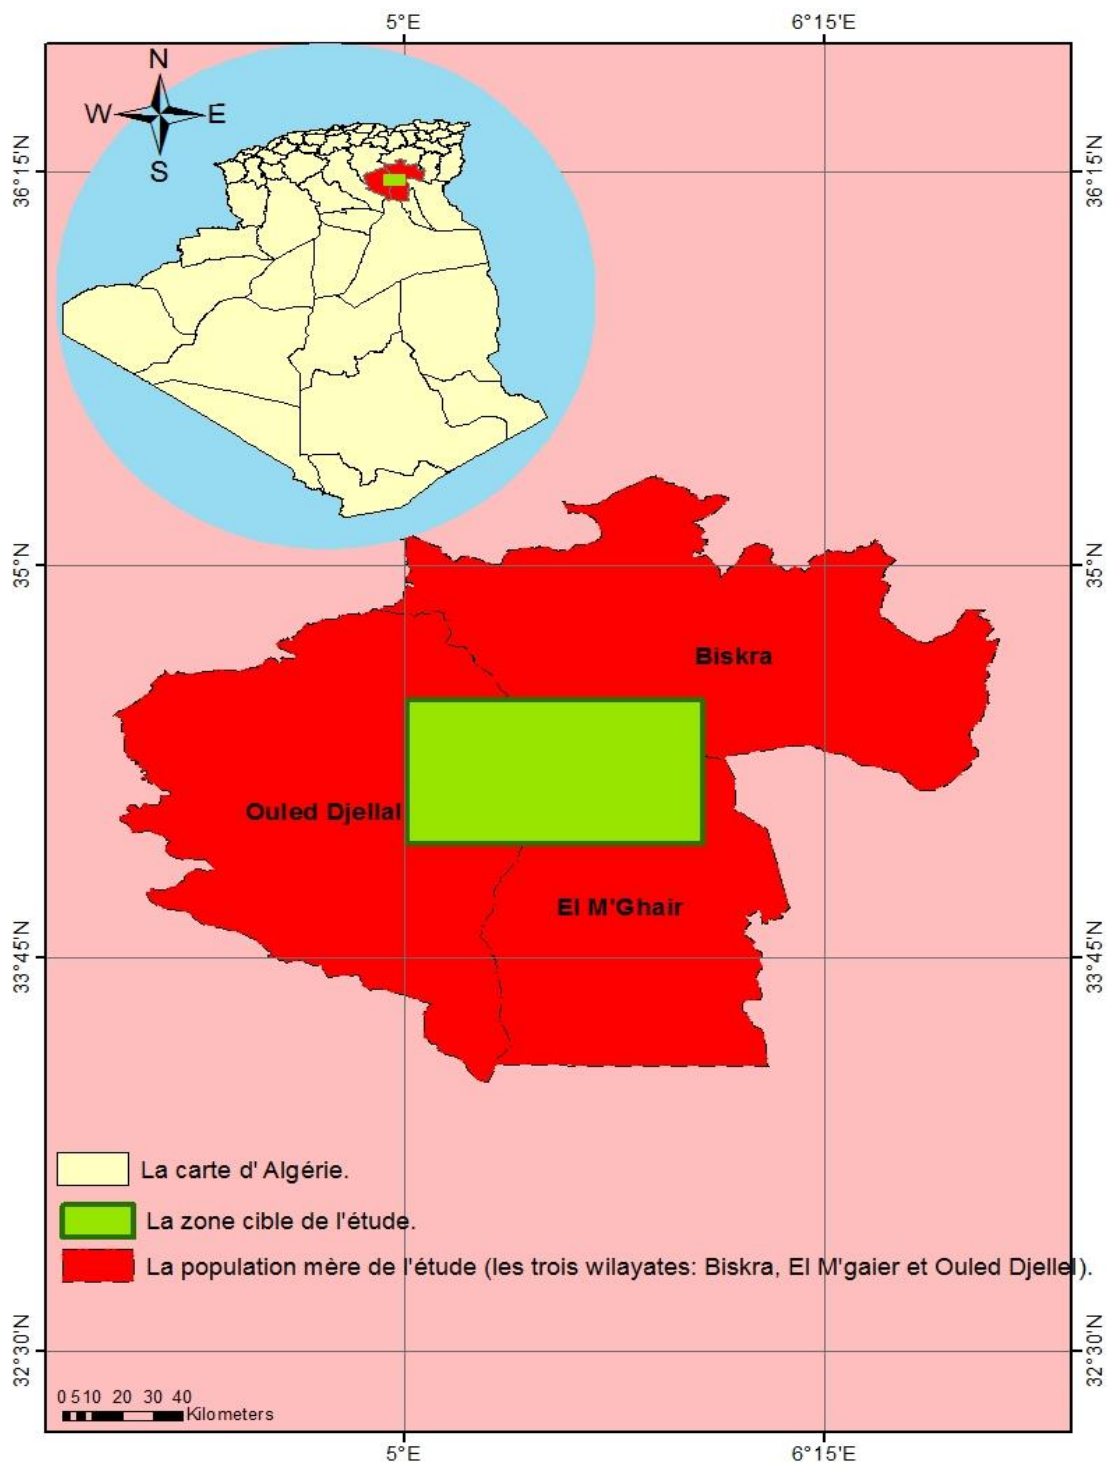 5°E 6°15'E
N
W E
S
36°15'N 36°15'N
35°N 35°N
Biskra
Ouled Djellal
El M'Ghair
33°45'N 33°45'N
La carte d' Algérie.
La zone cible de l'étude.
La population mère de l'étude (les trois wilayates: Biskra, El M'gaier et Ouled Djellel).
32°30'N 32°30'N
0 5 10 20 30 40
Kilometers
5°E 6°15'E